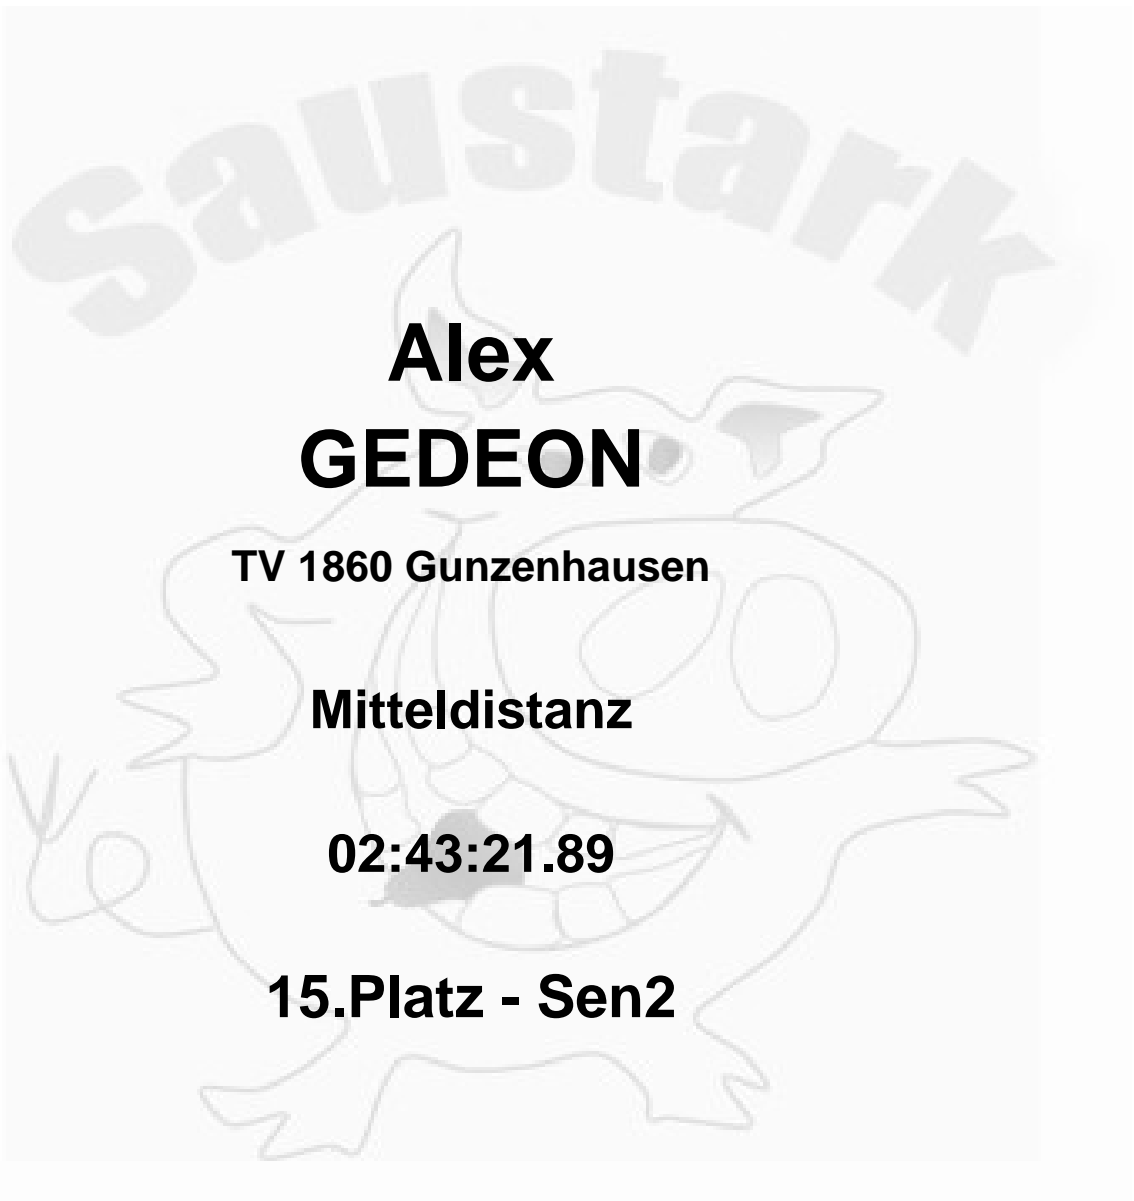 Saustark
Alex
GEDEON
TV 1860 Gunzenhausen
Mitteldistanz
02:43:21.89
15.Platz - Sen2